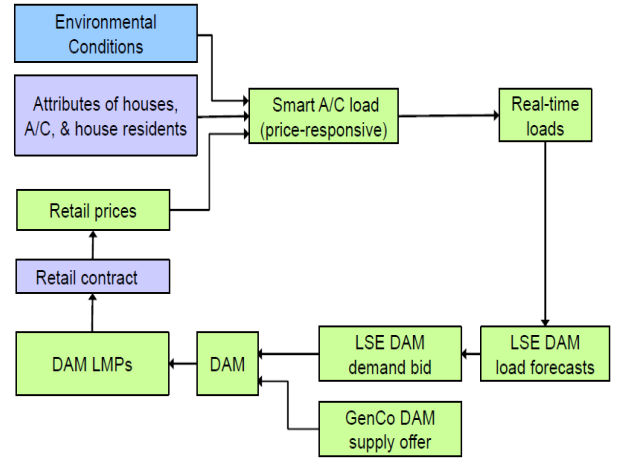 Environmental
Conditions
Attributes of houses,
A/C, & house residents
Smart A/C load
(price-responsive)
Real-time
loads
Retail prices
Retail contract
DAM LMPs
DAM
LSE DAM
demand bid
LSE DAM
load forecasts
GenCo DAM
supply offer